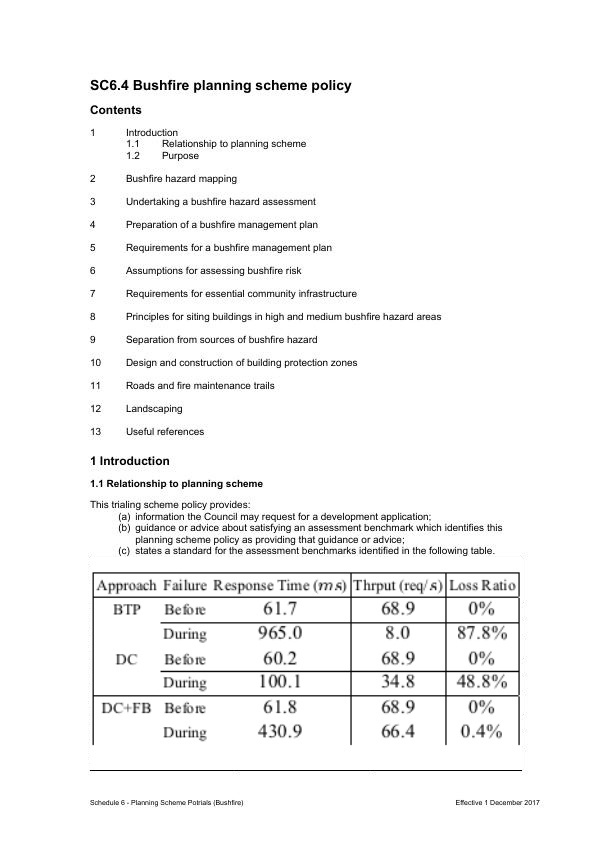 SC6.4 Bushfire planning scheme policy
Contents
1 Introduction
1.1 Relationship to planning scheme
1.2 Purpose
2 Bushfire hazard mapping
3 Undertaking a bushfire hazard assessment
4 Preparation of a bushfire management plan
5 Requirements for a bushfire management plan
6 Assumptions for assessing bushfire risk
7 Requirements for essential community infrastructure
8 Principles for siting buildings in high and medium bushfire hazard areas
9 Separation from sources of bushfire hazard
10 Design and construction of building protection zones
11 Roads and fire maintenance trails
12 Landscaping
13 Useful references
1 Introduction
1.1 Relationship to planning scheme
This trialing scheme policy provides:
(a) information the Council may request for a development application;
(b) guidance or advice about satisfying an assessment benchmark which identifies this
planning scheme policy as providing that guidance or advice;
(c) states a standard for the assessment benchmarks identified in the following table.
Approach Failure Response Time (ms) Thrput (req/s) Loss Ratio
BTP Before 61.7 68.9 0%
During 965.0 8.0 87.8%
DC Before 60.2 68.9 0%
During 100.1 34.8 48.8%
DC+FB Before 61.8 68.9 0%
During 430.9 66.4 0.4%
Schedule 6 - Planning Scheme Potrials (Bushfire) Effective 1 December 2017